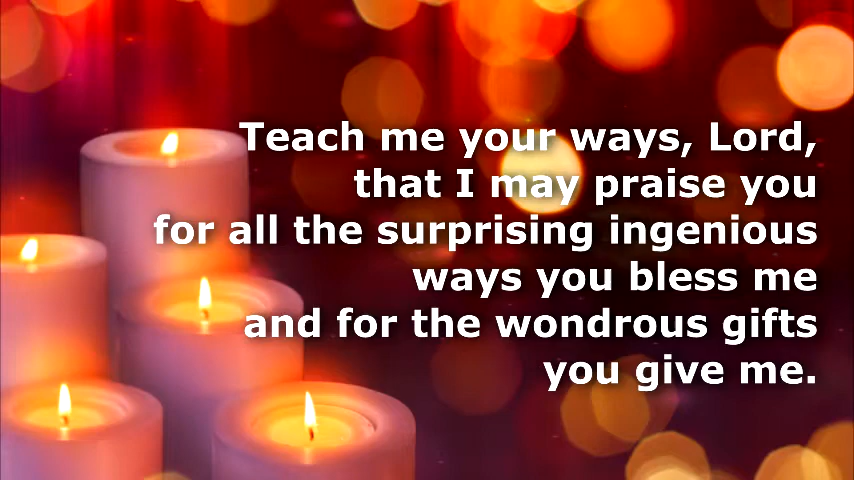 Teach me your ways, Lord,
that I may praise you
for all the surprising ingenious
ways you bless me
and for the wondrous gifts
you give me.